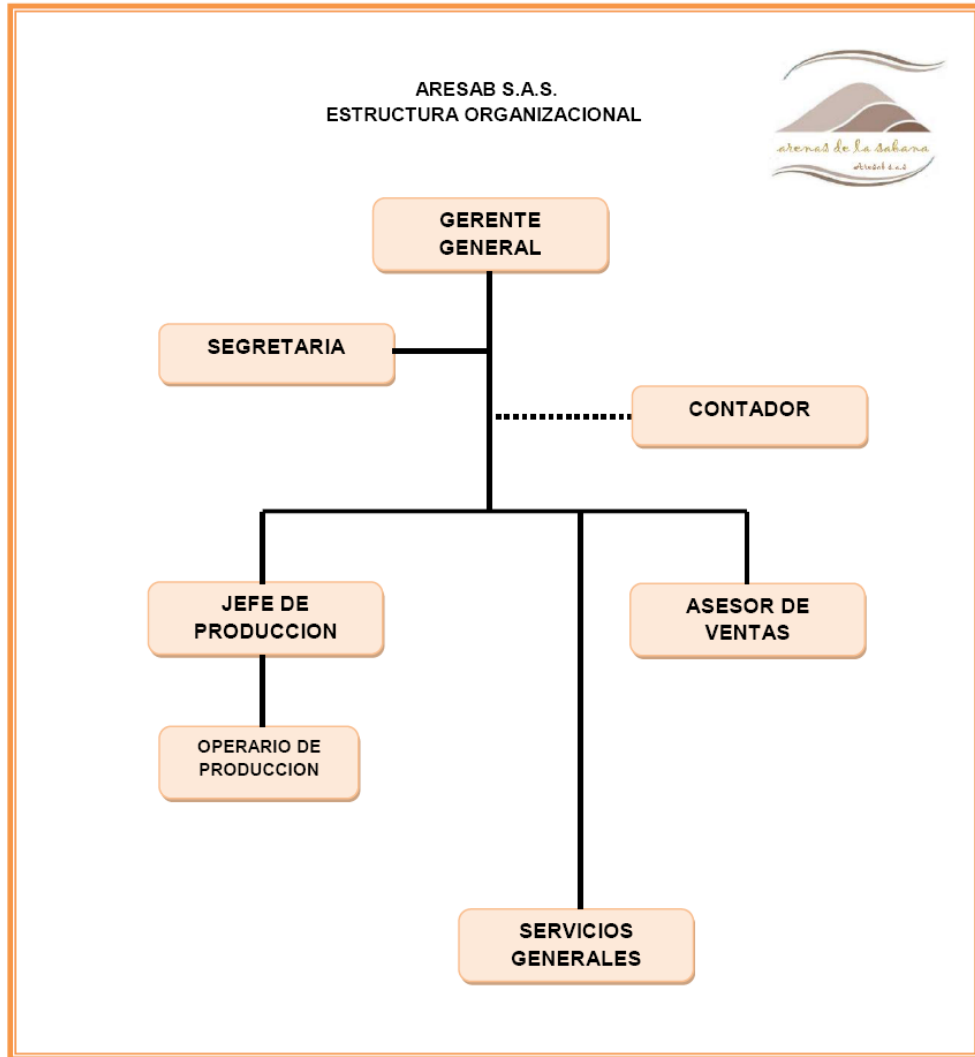 ARESAB S.A.S.
ESTRUCTURA ORGANIZACIONAL
arenas de la sabana
Aresab s.a.s
GERENTE
GENERAL
SEGRETARIA
CONTADOR
JEFE DE
PRODUCCION
ASESOR DE
VENTAS
OPERARIO DE
PRODUCCION
SERVICIOS
GENERALES